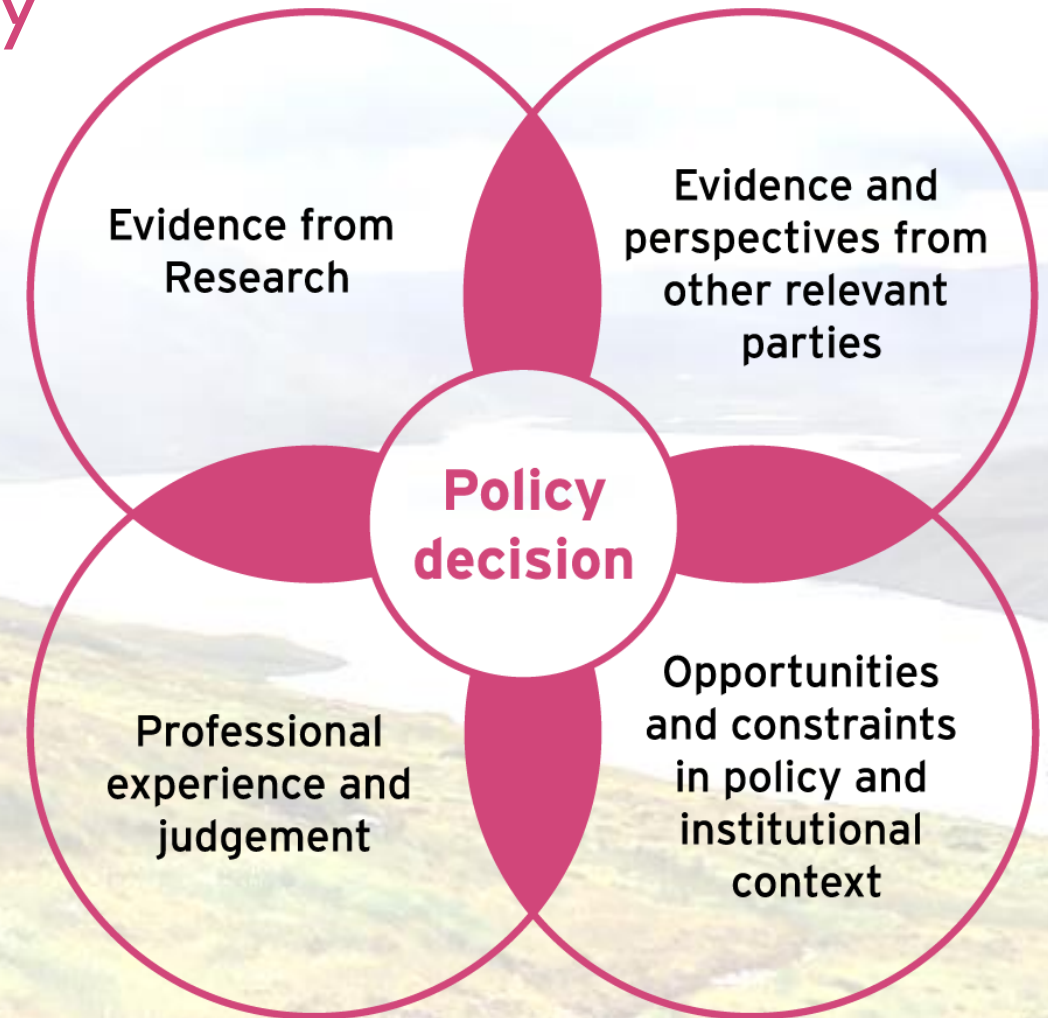 y
Evidence from
Research
Evidence and
perspectives from
other relevant
parties
Policy
decision
Professional
experience and
judgement
Opportunities
and constraints
in policy and
institutional
context